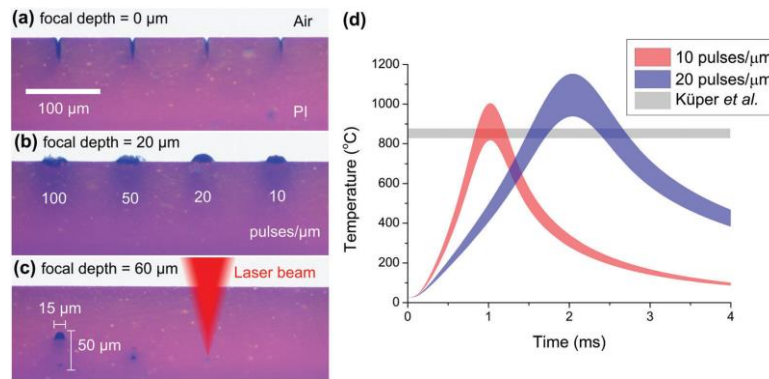 (a) focal depth = 0 μm
Air
100 μm
PI
(b) focal depth = 20 μm
100 50 20 10
pulses/μm
(c) focal depth = 60 μm
Laser beam
15 μm
50 μm
(d)
10 pulses/μm
20 pulses/μm
Küper et al.
Temperature (°C)
1200
1000
800
600
400
200
0
0 1 2 3 4
Time (ms)